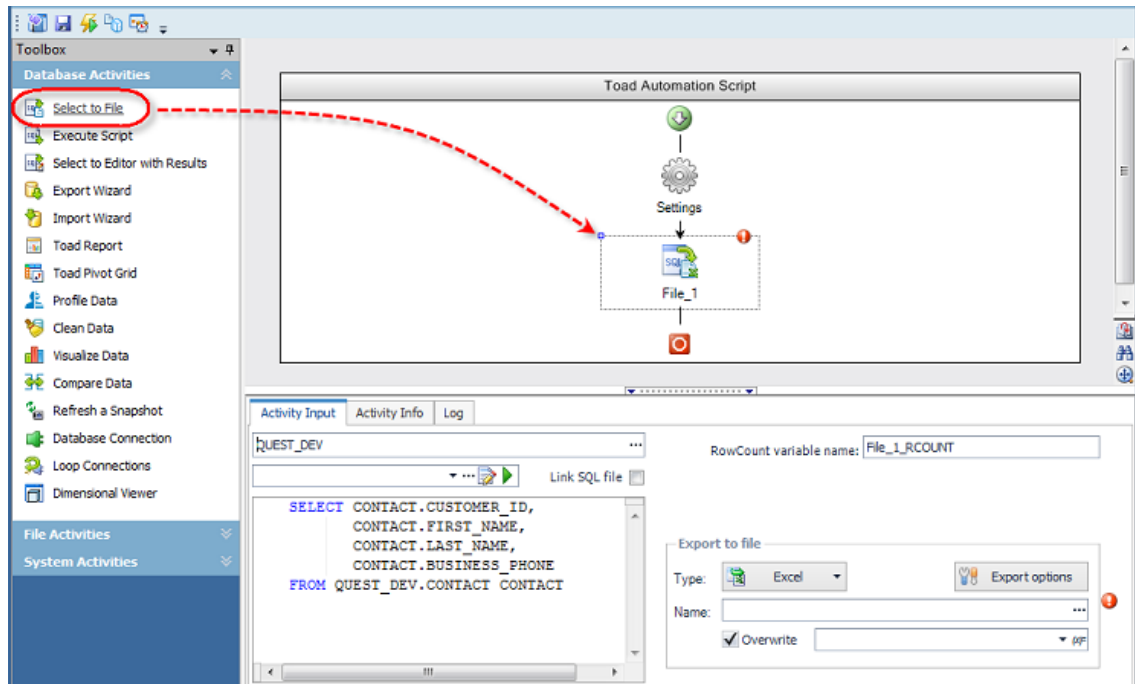 Toolbox
Database Activities
Select to File
Execute Script
Select to Editor with Results
Export Wizard
Import Wizard
Toad Report
Toad Pivot Grid
Profile Data
Clean Data
Visualize Data
Compare Data
Refresh a Snapshot
Database Connection
Loop Connections
Dimensional Viewer
File Activities
System Activities
Toad Automation Script
Settings
SQL
File_1
Activity Input Activity Info Log
QUEST_DEV ...
... Link SQL file
SELECT CONTACT.CUSTOMER_ID,
CONTACT.FIRST_NAME,
CONTACT.LAST_NAME,
CONTACT.BUSINESS_PHONE
FROM QUEST_DEV.CONTACT CONTACT
RowCount variable name: File_1_RCOUNT
Export to file
Type: Excel Export options
Name: ...
Overwrite